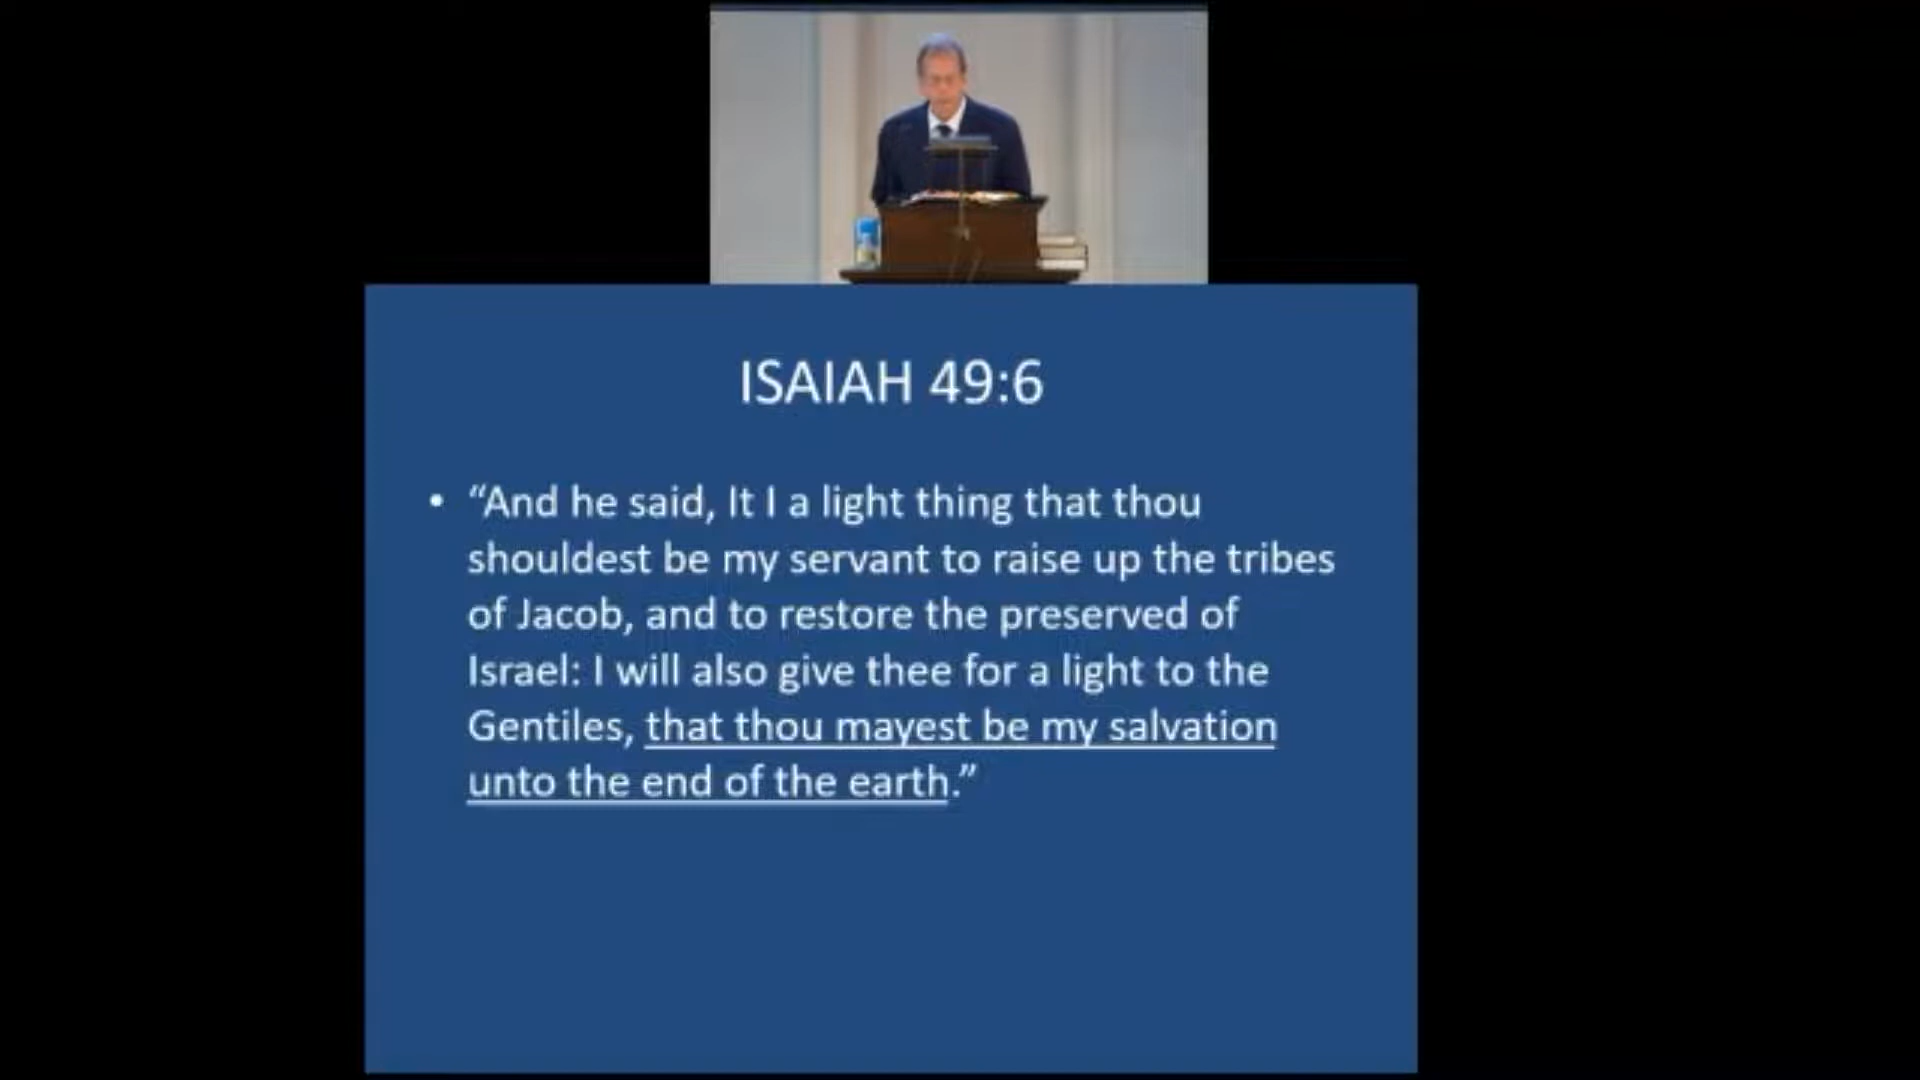 ISAIAH 49:6
• “And he said, It I a light thing that thou
shouldest be my servant to raise up the tribes
of Jacob, and to restore the preserved of
Israel: I will also give thee for a light to the
Gentiles, that thou mayest be my salvation
unto the end of the earth.”